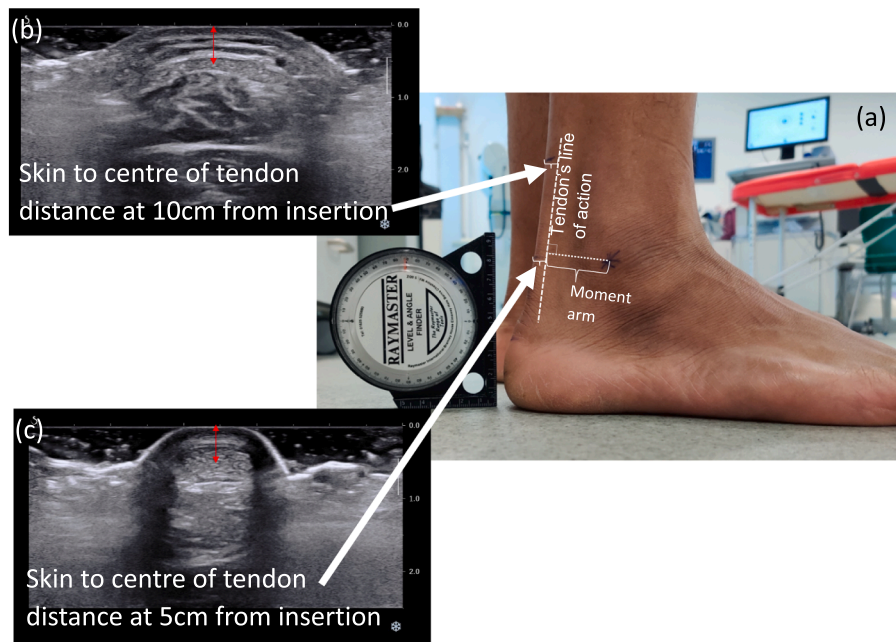 (b)
0.0
1.0
2.0
Skin to centre of tendon
distance at 10cm from insertion
(a)
Tendon's line
of action
Moment
arm
RAYMASTER
LEVEL & ANGLE
FINDER
(c)
0.0
1.0
2.0
Skin to centre of tendon
distance at 5cm from insertion